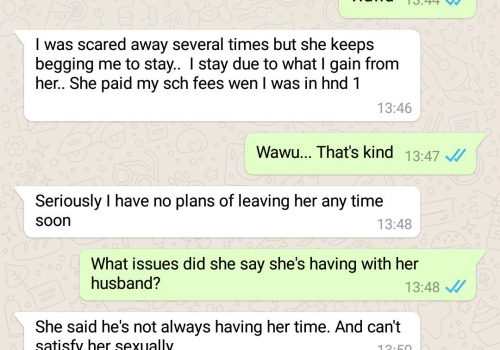 13:44
I was scared away several times but she keeps
begging me to stay.. I stay due to what I gain from
her.. She paid my sch fees wen I was in hnd 1
13:46
Wawu... That's kind 13:47
Seriously I have no plans of leaving her any time
soon
13:48
What issues did she say she's having with her
husband?
13:48
She said he's not always having her time. And can't
satisfy her sexually
13:50